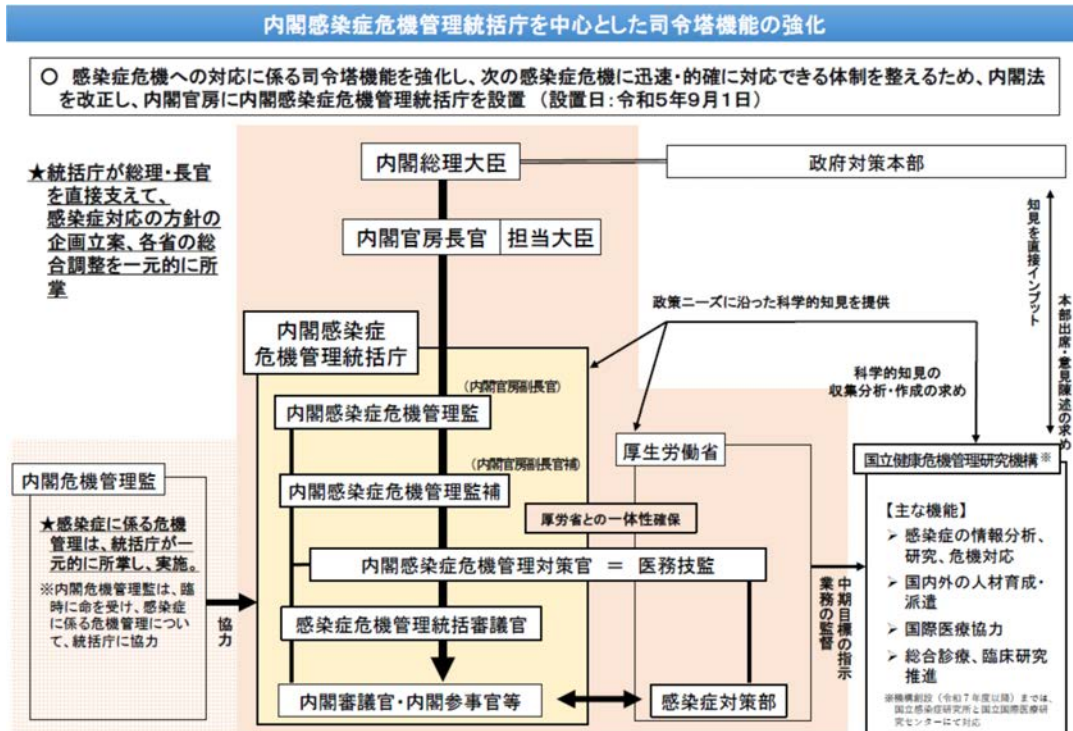 内閣感染症危機管理統括庁を中心とした司令塔機能の強化
○ 感染症危機への対応に係る司令塔機能を強化し、次の感染症危機に迅速・的確に対応できる体制を整えるため、内閣法
を改正し、内閣官房に内閣感染症危機管理統括庁を設置 (設置日:令和5年9月1日)
★統括庁が総理・長官
を直接支えて、
感染症対応の方針の
企画立案、各省の総
合調整を一元的に所
掌
内閣総理大臣
政府対策本部
内閣官房長官
担当大臣
知見を直接インプット
本部出席・意見陳述の求め
政策ニーズに沿った科学的知見を提供
科学的知見の
収集分析・作成の求め
内閣感染症
危機管理統括庁
(内閣官房副長官)
内閣感染症危機管理監
(内閣官房副長官補)
内閣感染症危機管理監補
厚生労働省
厚労省との一体性確保
内閣感染症危機管理対策官 = 医務技監
感染症危機管理統括審議官
内閣審議官・内閣参事官等
感染症対策部
内閣危機管理監
★感染症に係る危機
管理は、統括庁が一
元的に所掌し、実施。
※内閣危機管理監は、臨
時に命を受け、感染症
に係る危機管理につい
て、統括庁に協力
協力
中期目標の指示
業務の監督
国立健康危機管理研究機構※
【主な機能】
➢ 感染症の情報分析、
研究、危機対応
➢ 国内外の人材育成・
派遣
➢ 国際医療協力
➢ 総合診療、臨床研究
推進
※機構創設(令和7年度以降)までは、
国立感染症研究所と国立国際医療研
究センターにて対応